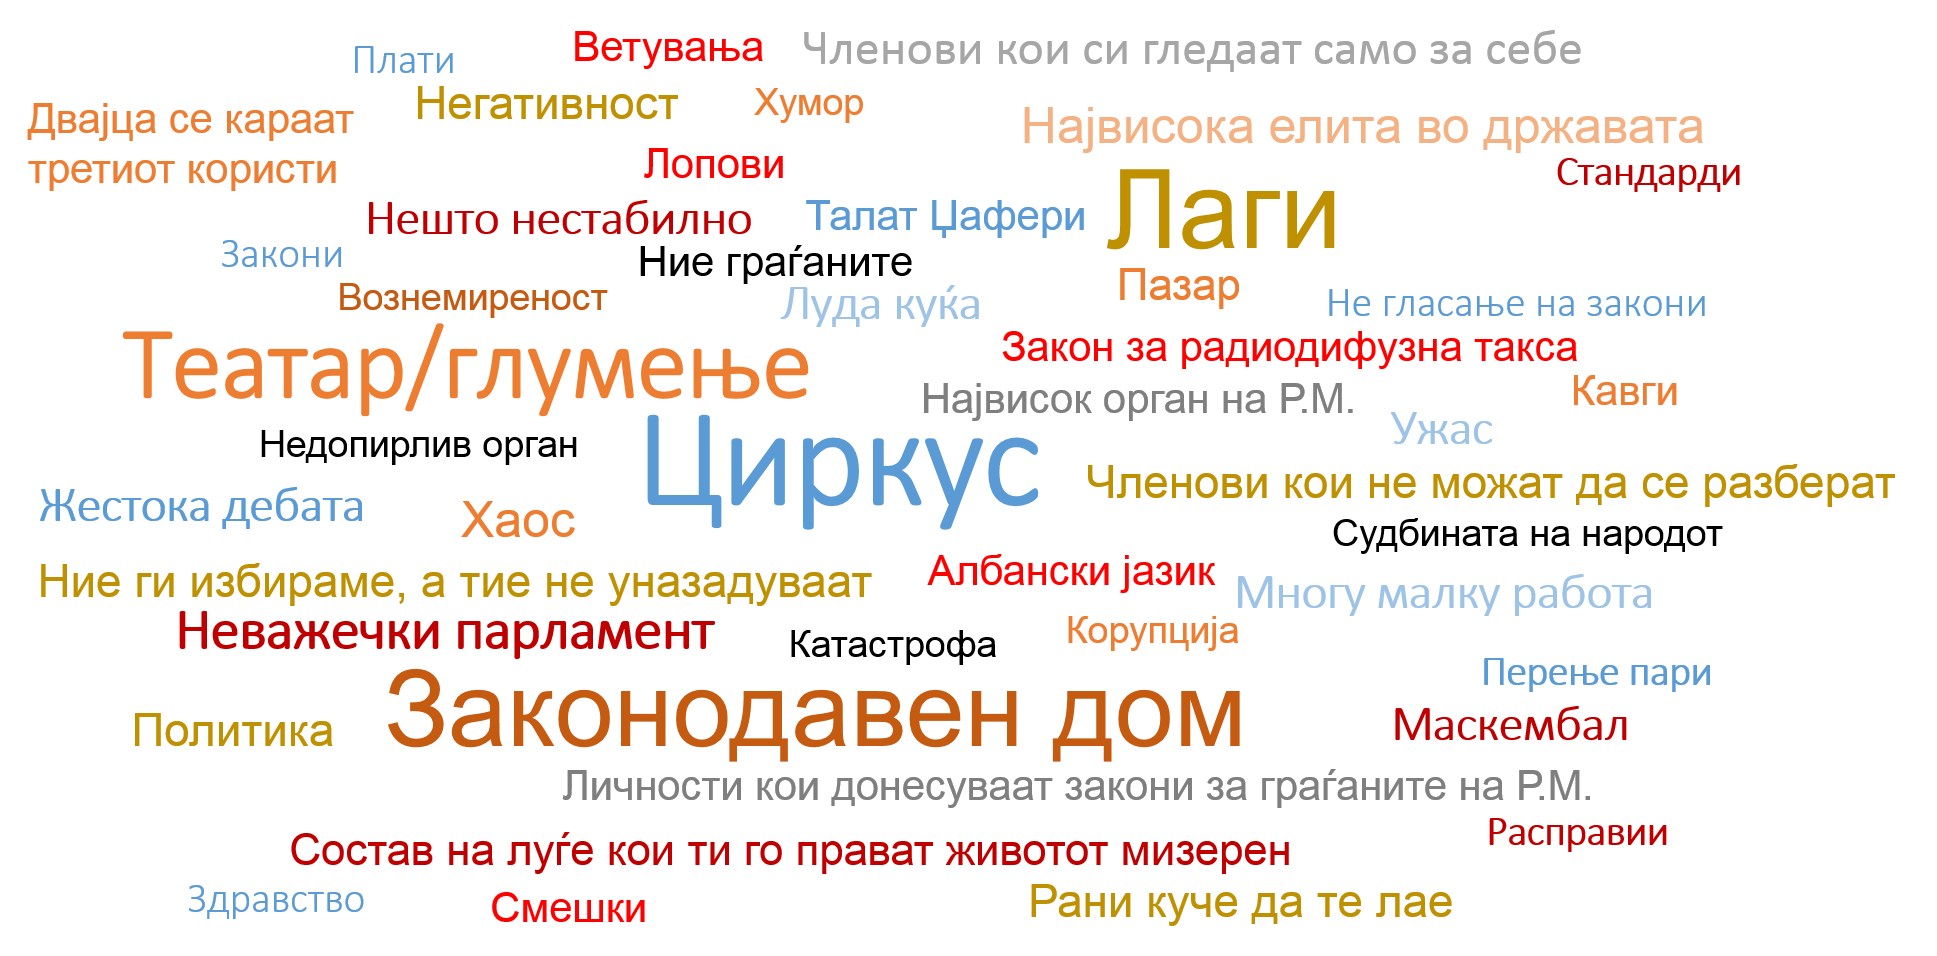 Плати
Ветувања
Членови кои си гледаат само за себе
Двајца се караат
третиот користи
Негативност
Хумор
Највисока елита во државата
Лопови
Стандарди
Нешто нестабилно
Талат Џафери
Лаги
Закони
Ние граѓаните
Вознемиреност
Луда куќа
Пазар
Не гласање на закони
Театар/глумење
Закон за радиодифузна такса
Највисок орган на Р.М.
Кавги
Недопирлив орган
Циркус
Ужас
Членови кои не можат да се разберат
Жестока дебата
Хаос
Судбината на народот
Ние ги избираме, а тие не уназадуваат
Албански јазик
Многу малку работа
Неважечки парламент
Катастрофа
Корупција
Перење пари
Политика
Законодавен дом
Маскембал
Личности кои донесуваат закони за граѓаните на Р.М.
Состав на луѓе кои ти го прават животот мизерен
Расправии
Здравство
Смешки
Рани куче да те лае